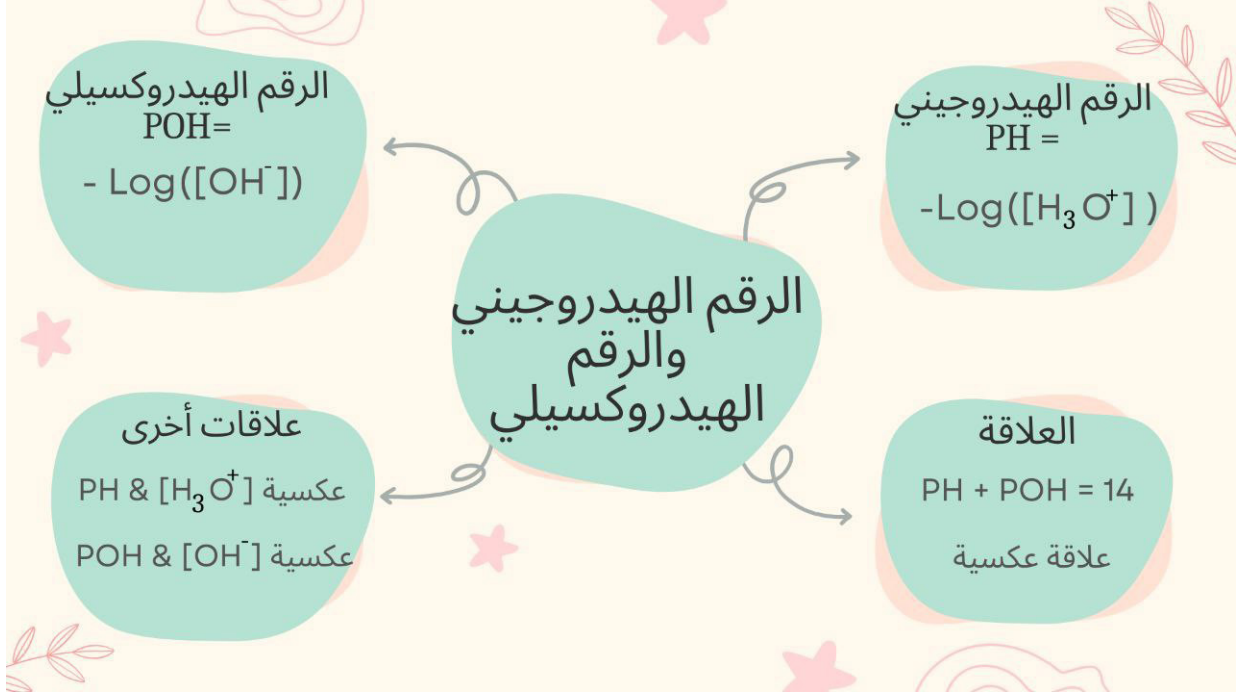 الرقم الهيدروجيني
والرقم
الهيدروكسيلي
الرقم الهيدروجيني
PH =
-Log([H₃O⁺] )
الرقم الهيدروكسيلي
POH=
- Log([OH⁻])
العلاقة
PH + POH = 14
علاقة عكسية
علاقات أخرى
PH & [H₃O⁺] عكسية
POH & [OH⁻] عكسية